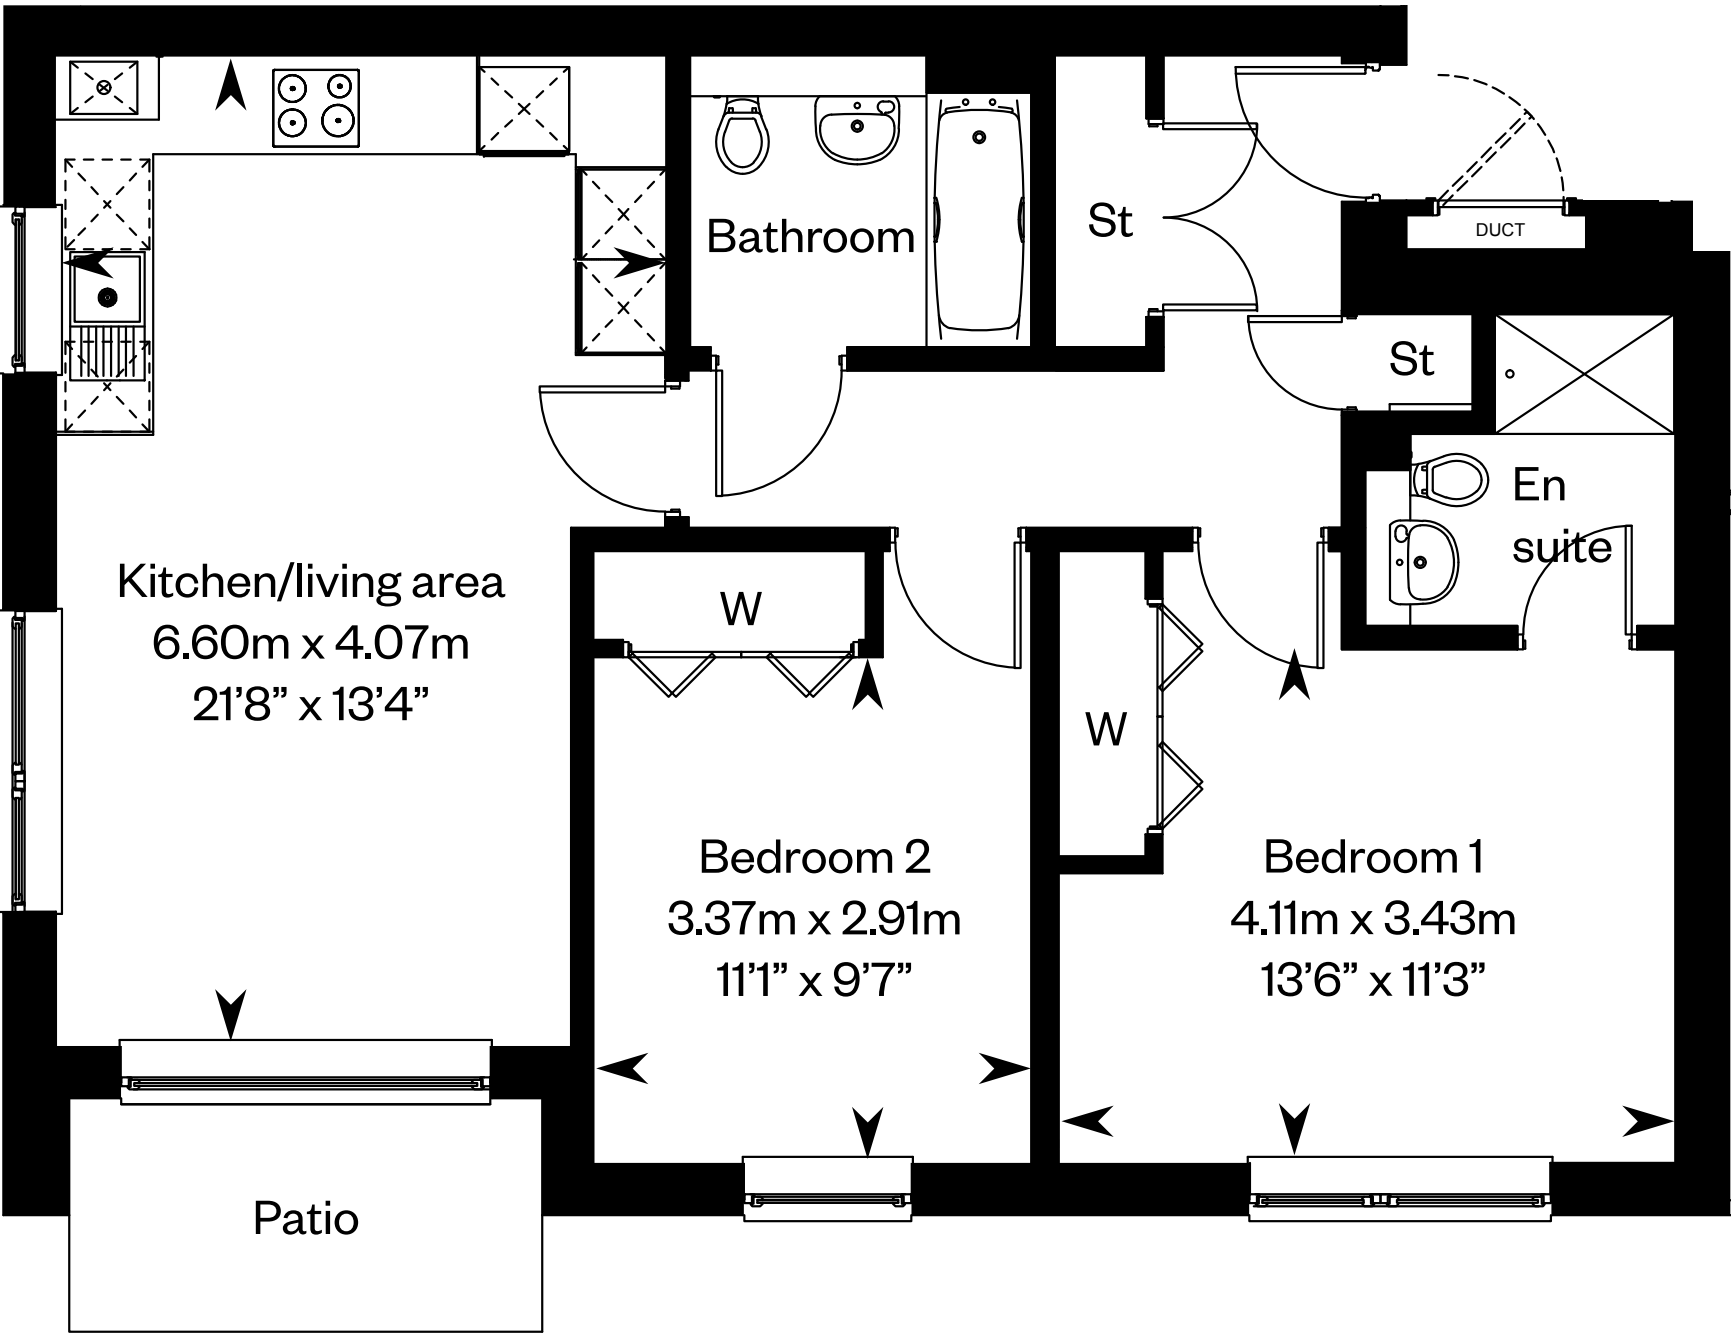 Bathroom
St
DUCT
St
En
suite
Kitchen/living area
6.60m x 4.07m
21'8” x 13'4”
W
W
Bedroom 2
3.37m x 2.91m
11'1” x 9'7”
Bedroom 1
4.11m x 3.43m
13'6” x 11'3”
Patio